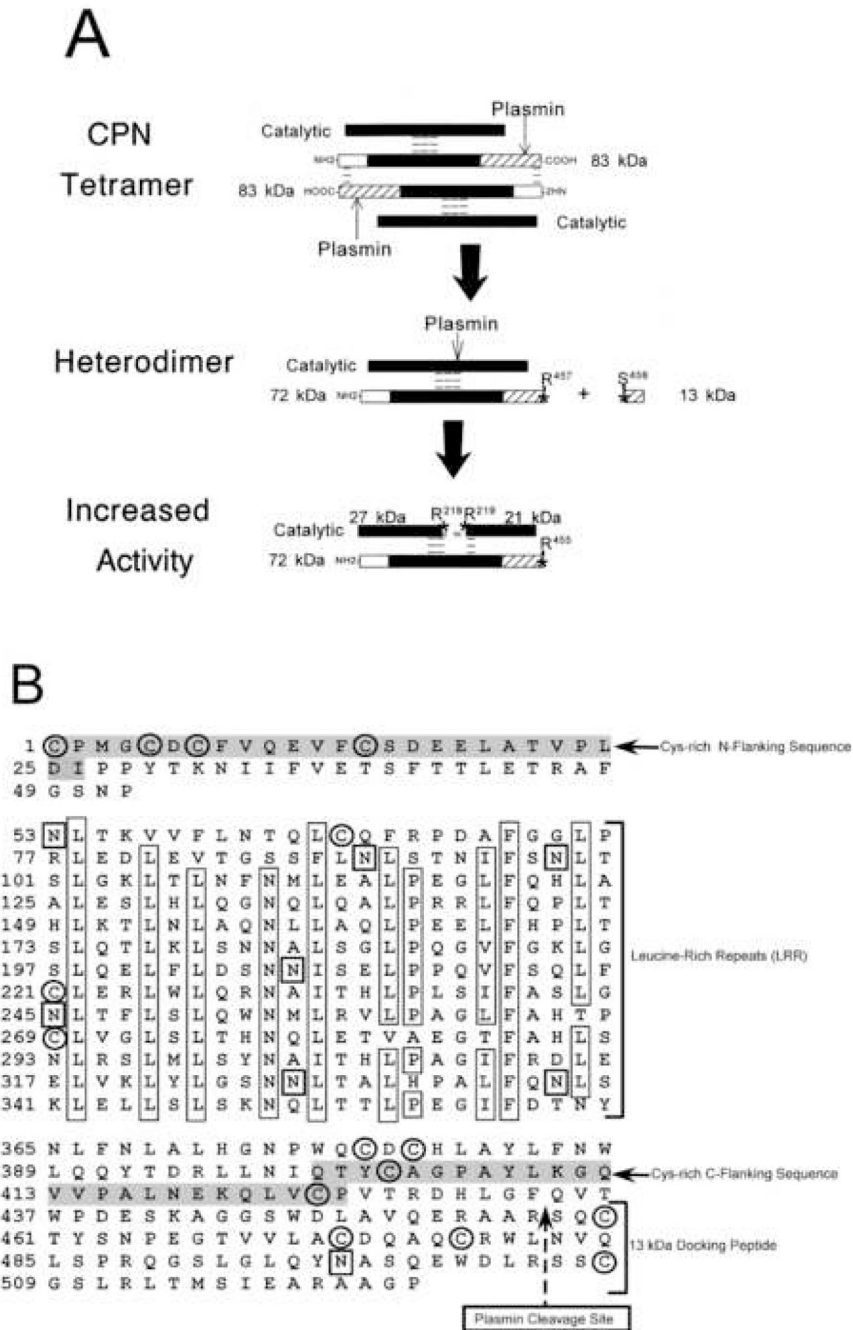 A
CPN
Tetramer
Plasmin
Catalytic
NH2 COOH 83 kDa
83 kDa HOOC 2HN
Catalytic
Plasmin
Heterodimer
Plasmin
Catalytic
R457 S458
72 kDa NH2 + 13 kDa
Increased
Activity
27 kDa R218 R219 21 kDa
Catalytic
R455
72 kDa NH2
B
1 C P M G C D C F V Q E V F C S D E E L A T V P L Cys-rich N-Flanking Sequence
25 D I P P Y T K N I I F V E T S F T T L E T R A F
49 G S N P
53 N L T K V V F L N T Q L C Q F R P D A F G G L P
77 R L E D L E V T G S S F L N L S T N I F S N L T
101 S L G K L T L N F N M L E A L P E G L F Q H L A
125 A L E S L H L Q G N Q L Q A L P R R L F Q P L T
149 H L K T L N L A Q N L L A Q L P E E L F H P L T
173 S L Q T L K L S N N A L S G L P Q G V F G K L G
Leucine-Rich Repeats (LRR)
197 S L Q E L F L D S N N I S E L P P Q V F S Q L F
221 C L E R L W L Q R N A I T H L P L S I F A S L G
245 N L T F L S L Q W N M L R V L P A G L F A H T P
269 C L V G L S L T H N Q L E T V A E G T F A H L S
293 N L R S L M L S Y N A I T H L P A G I F R D L E
317 E L V K L Y L G S N N L T A L H P A L F Q N L S
341 K L E L L S L S K N Q L T T L P E G I F D T N Y
365 N L F N L A L H G N P W Q C D C H L A Y L F N W
389 L Q Q Y T D R L L N I Q T Y C A G P A Y L K G Q Cys-rich C-Flanking Sequence
413 V V P A L N E K Q L V C P V T R D H L G F Q V T
437 W P D E S K A G G S W D L A V Q E R A A R S Q C
461 T Y S N P E G T V V L A C D Q A Q C R W L N V Q 13 kDa Docking Peptide
485 L S P R Q G S L G L Q Y N A S Q E W D L R S S C
509 G S L R L T M S I E A R A A G P
Plasmin Cleavage Site